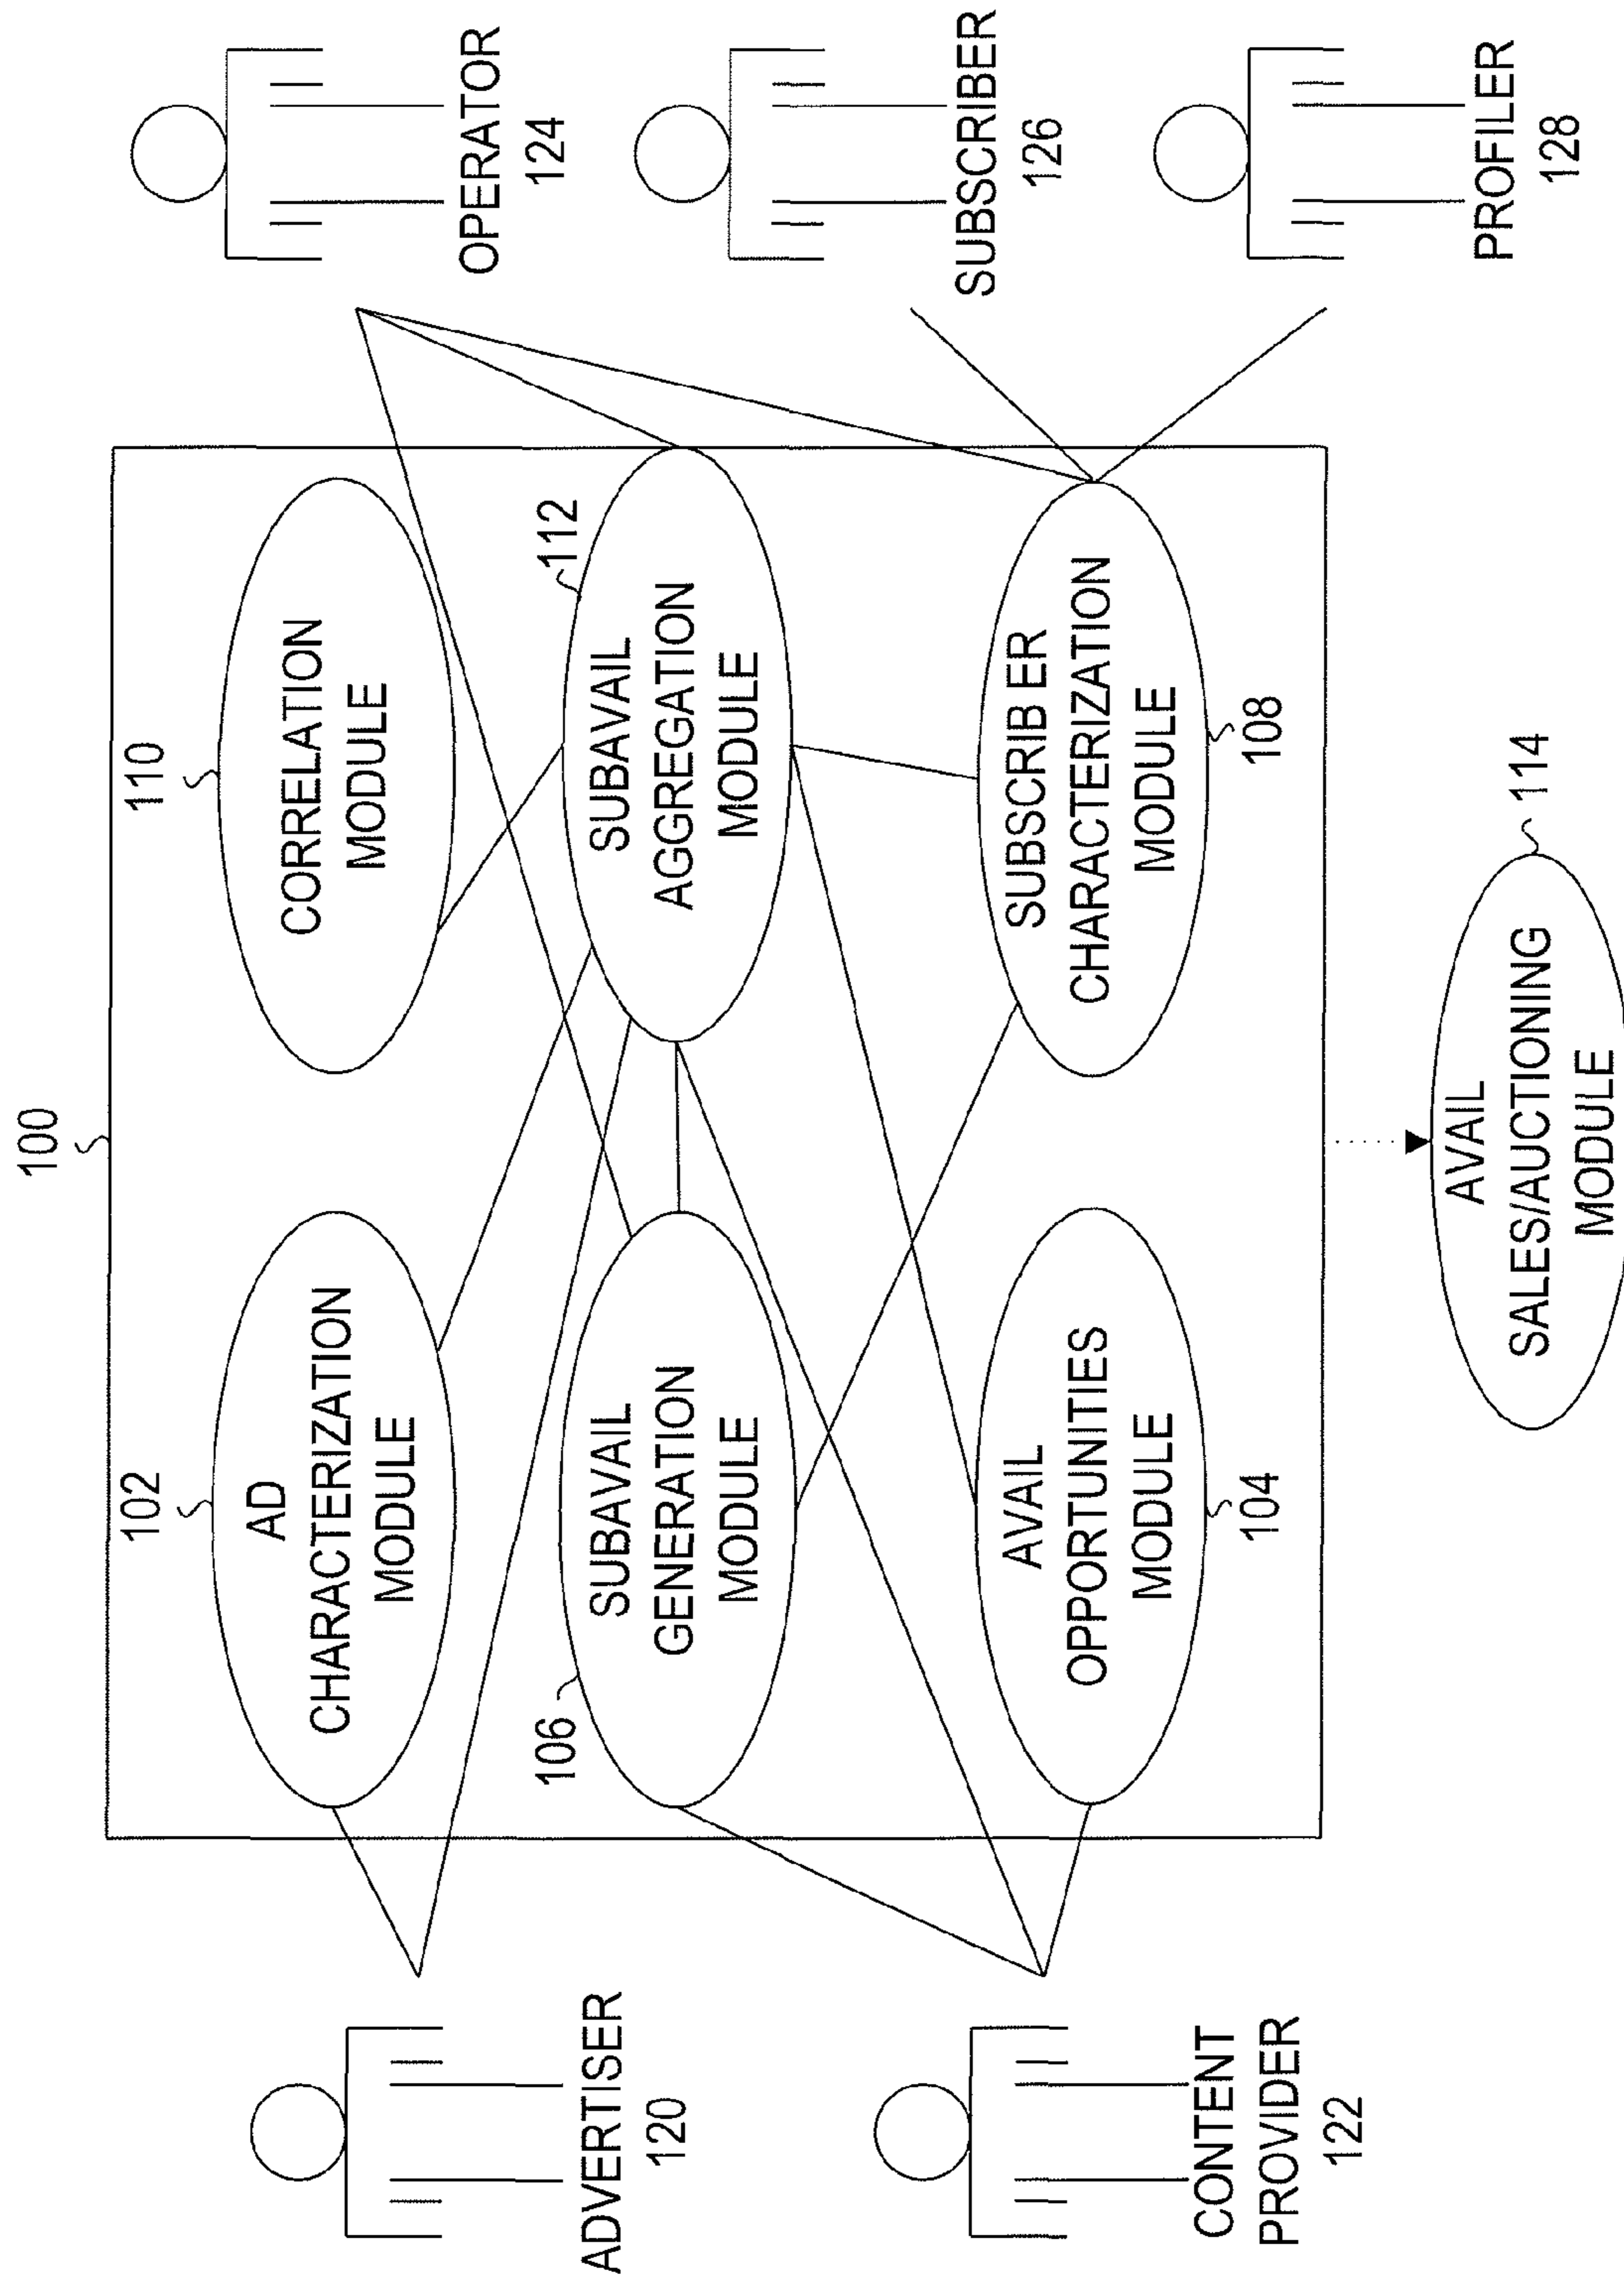 100
102
110
AD
CHARACTERIZATION
MODULE
CORRELATION
MODULE
106
SUBAVAIL
GENERATION
MODULE
112
SUBAVAIL
AGGREGATION
MODULE
AVAIL
OPPORTUNITIES
MODULE
104
SUBSCRIB ER
CHARACTERIZATION
MODULE
108
AVAIL
SALES/AUCTIONING
MODULE
114
ADVERTISER
120
CONTENT
PROVIDER
122
OPERATOR
124
SUBSCRIBER
126
PROFILER
128